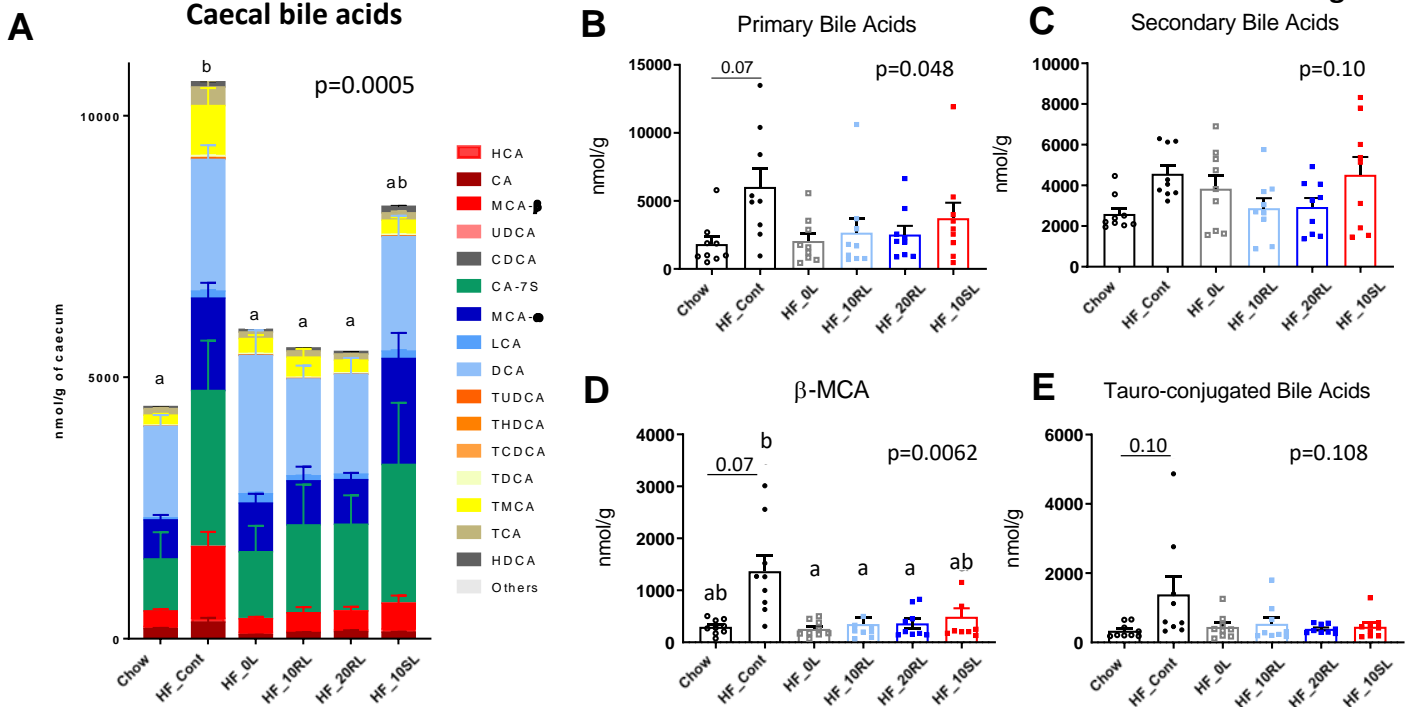 g
A
Caecal bile acids
p=0.0005
nmol/g of caecum
10000
5000
0
a
b
a
a
a
ab
Chow
HF_Cont
HF_0L
HF_10RL
HF_20RL
HF_10SL
HCA
CA
MCA-β
UDCA
CDCA
CA-7S
MCA-
LCA
DCA
TUDCA
THDCA
TCDCA
TDCA
TMCA
TCA
HDCA
Others
B
Primary Bile Acids
p=0.048
0.07
nmol/g
15000
10000
5000
0
Chow
HF_Cont
HF_0L
HF_10RL
HF_20RL
HF_10SL
C
Secondary Bile Acids
p=0.10
nmol/g
10000
8000
6000
4000
2000
0
Chow
HF_Cont
HF_0L
HF_10RL
HF_20RL
HF_10SL
D
β-MCA
p=0.0062
0.07
nmol/g
4000
3000
2000
1000
0
ab
b
a
a
a
ab
Chow
HF_Cont
HF_0L
HF_10RL
HF_20RL
HF_10SL
E
Tauro-conjugated Bile Acids
p=0.108
0.10
nmol/g
6000
4000
2000
0
Chow
HF_Cont
HF_0L
HF_10RL
HF_20RL
HF_10SL